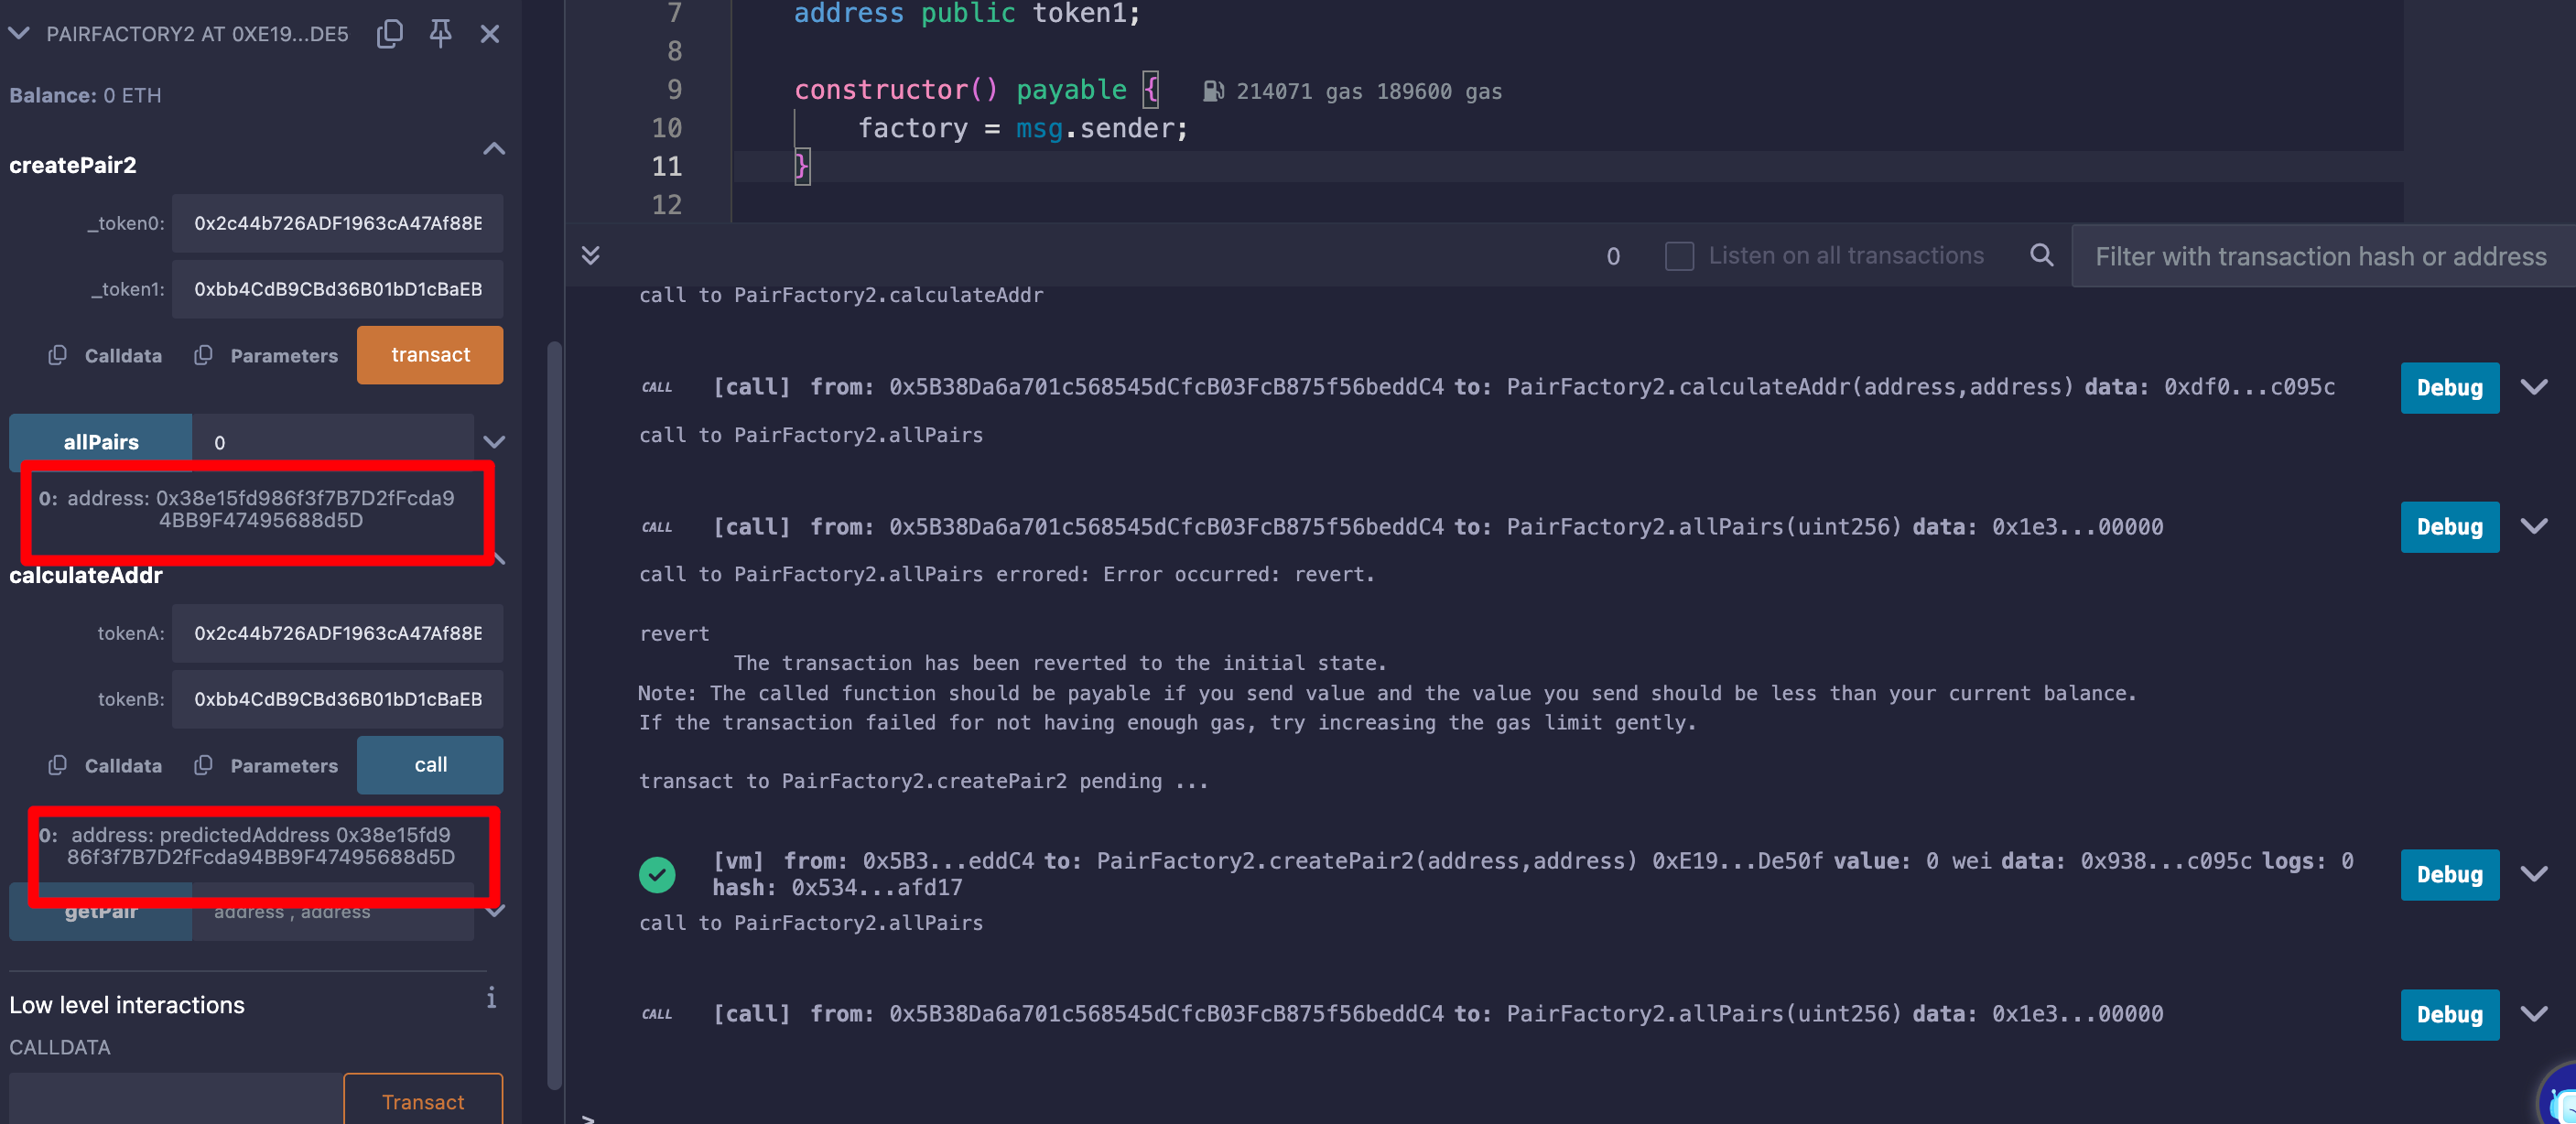 PAIRFACTORY2 AT 0XE19...DE5
Balance: 0 ETH
createPair2
_token0: 0x2c44b726ADF1963cA47Af88E
_token1: 0xbb4CdB9CBd36B01bD1cBaEB
Calldata Parameters transact
allPairs 0
0: address: 0x38e15fd986f3f7B7D2fFcda9
4BB9F47495688d5D
calculateAddr
tokenA: 0x2c44b726ADF1963cA47Af88E
tokenB: 0xbb4CdB9CBd36B01bD1cBaEB
Calldata Parameters call
0: address: predictedAddress 0x38e15fd9
86f3f7B7D2fFcda94BB9F47495688d5D
getPair address , address
Low level interactions i
CALLDATA
Transact
7 address public token1;
8
9 constructor() payable { 214071 gas 189600 gas
10 factory = msg.sender;
11 }
12
0 Listen on all transactions Filter with transaction hash or address
call to PairFactory2.calculateAddr
CALL [call] from: 0x5B38Da6a701c568545dCfcB03FcB875f56beddC4 to: PairFactory2.calculateAddr(address,address) data: 0xdf0...c095c Debug
call to PairFactory2.allPairs
CALL [call] from: 0x5B38Da6a701c568545dCfcB03FcB875f56beddC4 to: PairFactory2.allPairs(uint256) data: 0x1e3...00000 Debug
call to PairFactory2.allPairs errored: Error occurred: revert.
revert
The transaction has been reverted to the initial state.
Note: The called function should be payable if you send value and the value you send should be less than your current balance.
If the transaction failed for not having enough gas, try increasing the gas limit gently.
transact to PairFactory2.createPair2 pending ...
[vm] from: 0x5B3...eddC4 to: PairFactory2.createPair2(address,address) 0xE19...De50f value: 0 wei data: 0x938...c095c logs: 0 Debug
hash: 0x534...afd17
call to PairFactory2.allPairs
CALL [call] from: 0x5B38Da6a701c568545dCfcB03FcB875f56beddC4 to: PairFactory2.allPairs(uint256) data: 0x1e3...00000 Debug
>